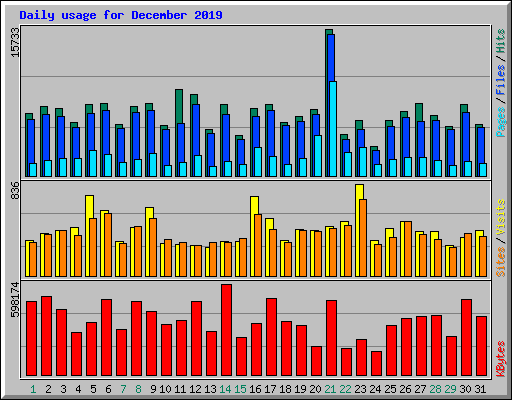 Daily usage for December 2019
15733
Pages / Files / Hits
836
Sites / Visits
598174
KBytes
1 2 3 4 5 6 7 8 9 10 11 12 13 14 15 16 17 18 19 20 21 22 23 24 25 26 27 28 29 30 31